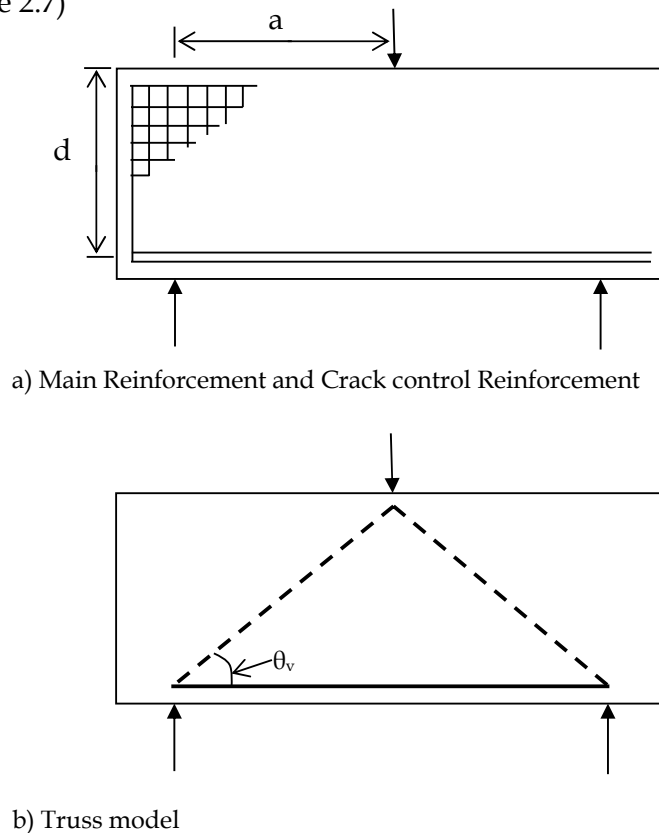 e 2.7)
a
d
a) Main Reinforcement and Crack control Reinforcement
θv
b) Truss model